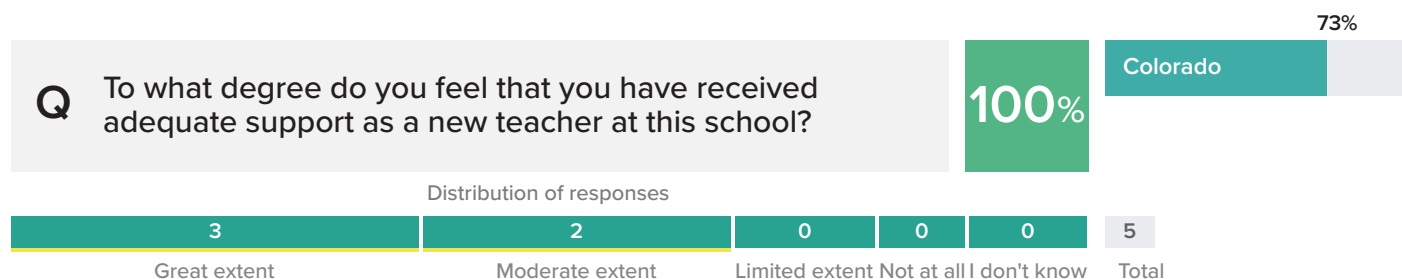 73%
Q To what degree do you feel that you have received
adequate support as a new teacher at this school?
100%
Colorado
Distribution of responses
3 2 0 0 0 5
Great extent Moderate extent Limited extent Not at all I don't know Total